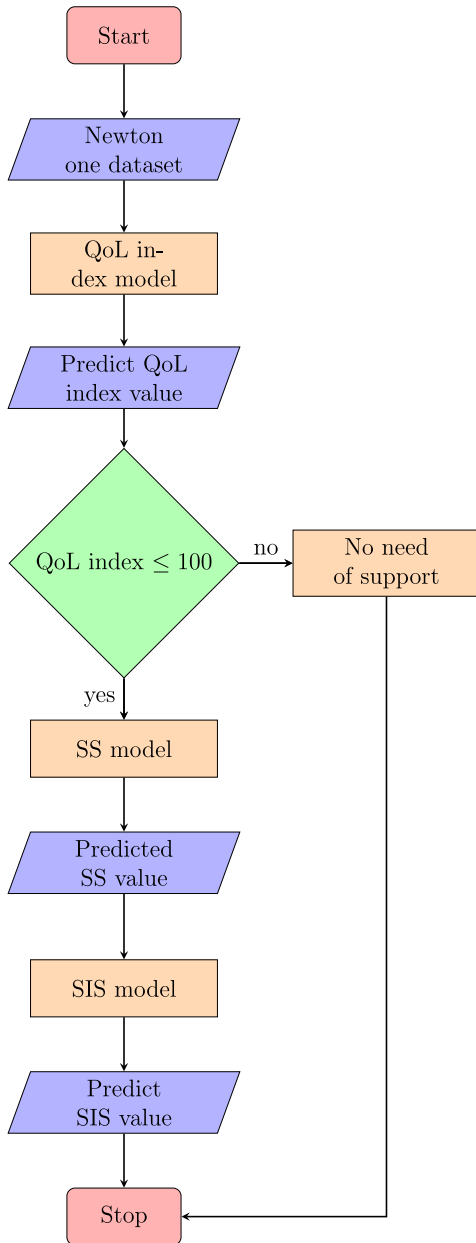 Start
Newton
one dataset
QoL in-
dex model
Predict QoL
index value
QoL index ≤ 100
no
No need
of support
yes
SS model
Predicted
SS value
SIS model
Predict
SIS value
Stop